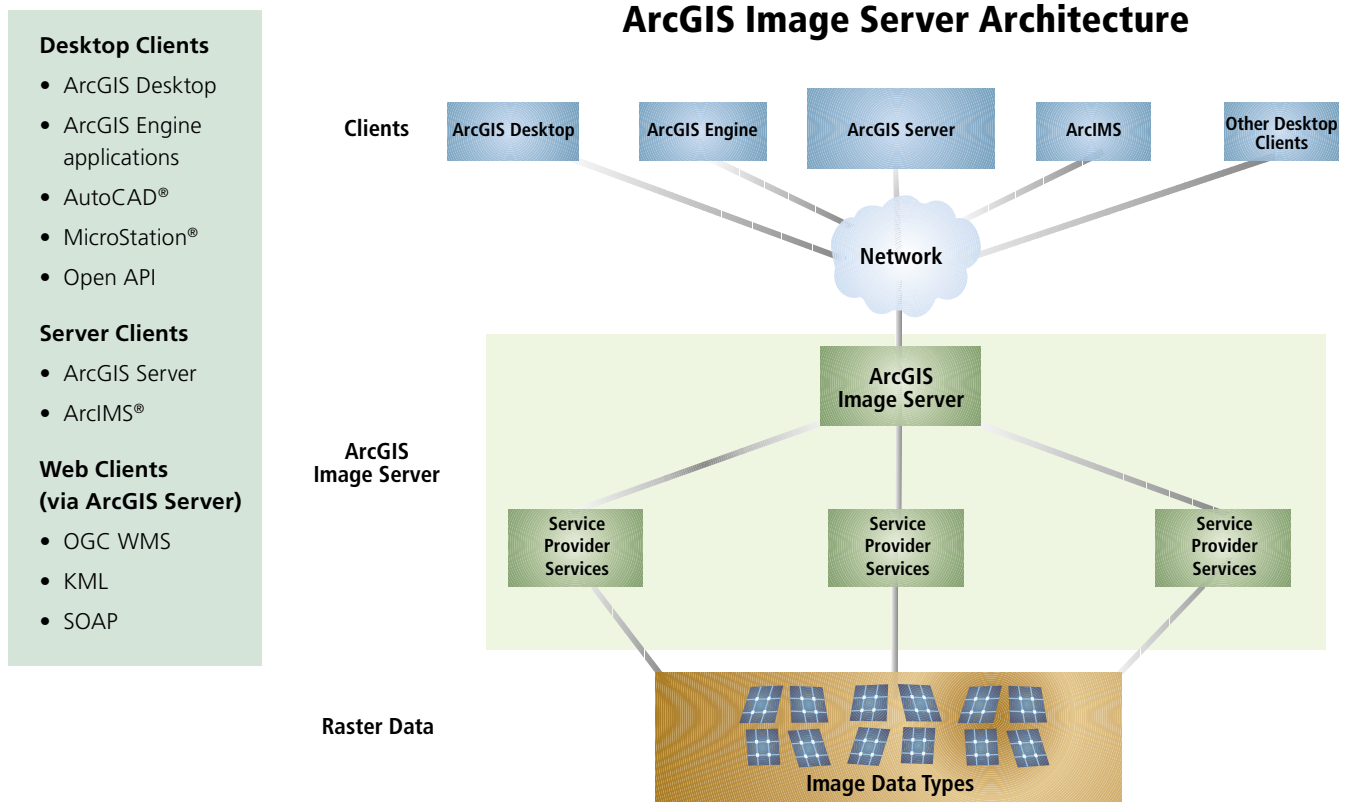 Desktop Clients
• ArcGIS Desktop
• ArcGIS Engine
applications
• AutoCAD®
• MicroStation®
• Open API
Server Clients
• ArcGIS Server
• ArcIMS®
Web Clients
(via ArcGIS Server)
• OGC WMS
• KML
• SOAP
ArcGIS Image Server Architecture
Clients
ArcGIS Desktop
ArcGIS Engine
ArcGIS Server
ArcIMS
Other Desktop
Clients
Network
ArcGIS
Image Server
ArcGIS
Image Server
Service
Provider
Services
Service
Provider
Services
Service
Provider
Services
Raster Data
Image Data Types